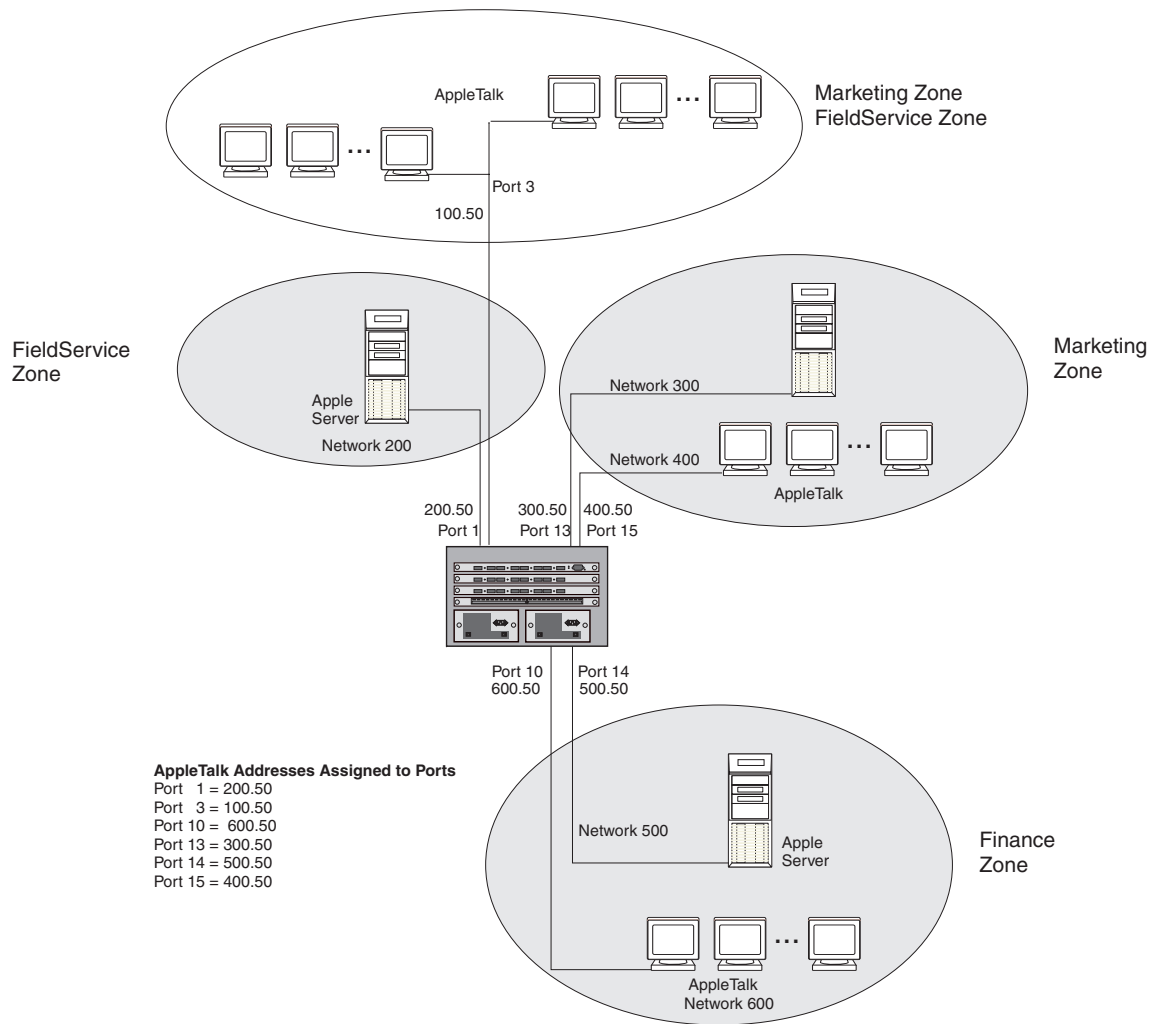 AppleTalk
Marketing Zone
FieldService Zone
Port 3
100.50
FieldService
Zone
Apple
Server
Network 200
Network 300
Network 400
AppleTalk
Marketing
Zone
200.50
Port 1
300.50
Port 13
400.50
Port 15
Port 10
600.50
Port 14
500.50
AppleTalk Addresses Assigned to Ports
Port 1 = 200.50
Port 3 = 100.50
Port 10 = 600.50
Port 13 = 300.50
Port 14 = 500.50
Port 15 = 400.50
Network 500
Apple
Server
Finance
Zone
AppleTalk
Network 600